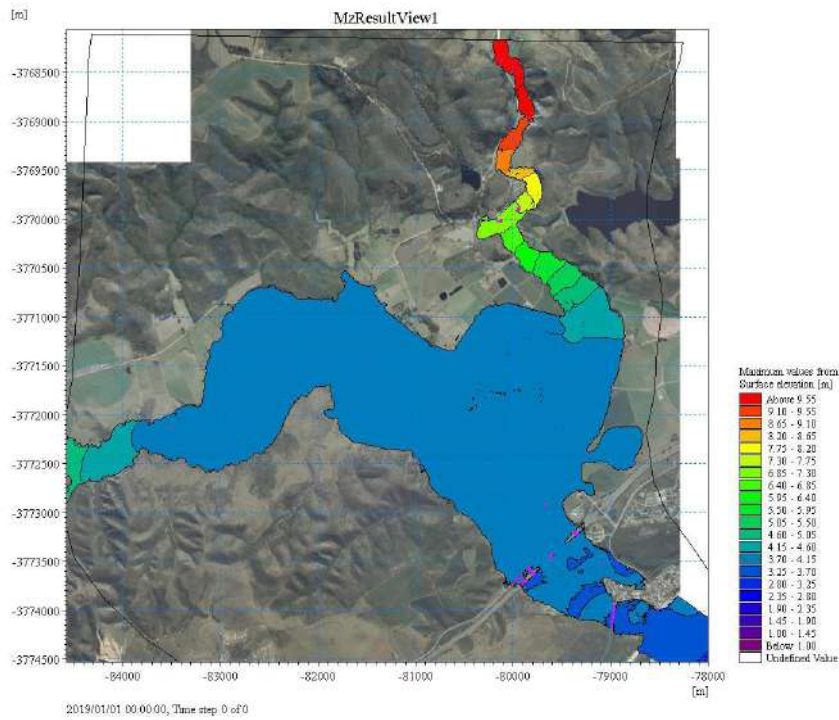 [m]
MzResultView1
-3768500
-3769000
-3769500
-3770000
-3770500
-3771000
-3771500
-3772000
-3772500
-3773000
-3773500
-3774000
-3774500
-84000
-83000
-82000
-81000
-80000
-79000
-78000
[m]
Maximum values from
Surface elevation [m]
Above 9.55
9.10 - 9.55
8.65 - 9.10
8.20 - 8.65
7.75 - 8.20
7.30 - 7.75
6.85 - 7.30
6.40 - 6.85
5.95 - 6.40
5.50 - 5.95
5.05 - 5.50
4.60 - 5.05
4.15 - 4.60
3.70 - 4.15
3.25 - 3.70
2.80 - 3.25
2.35 - 2.80
1.90 - 2.35
1.45 - 1.90
1.00 - 1.45
Below 1.00
Undefined Value
2019/01/01 00:00:00, Time step 0 of 0